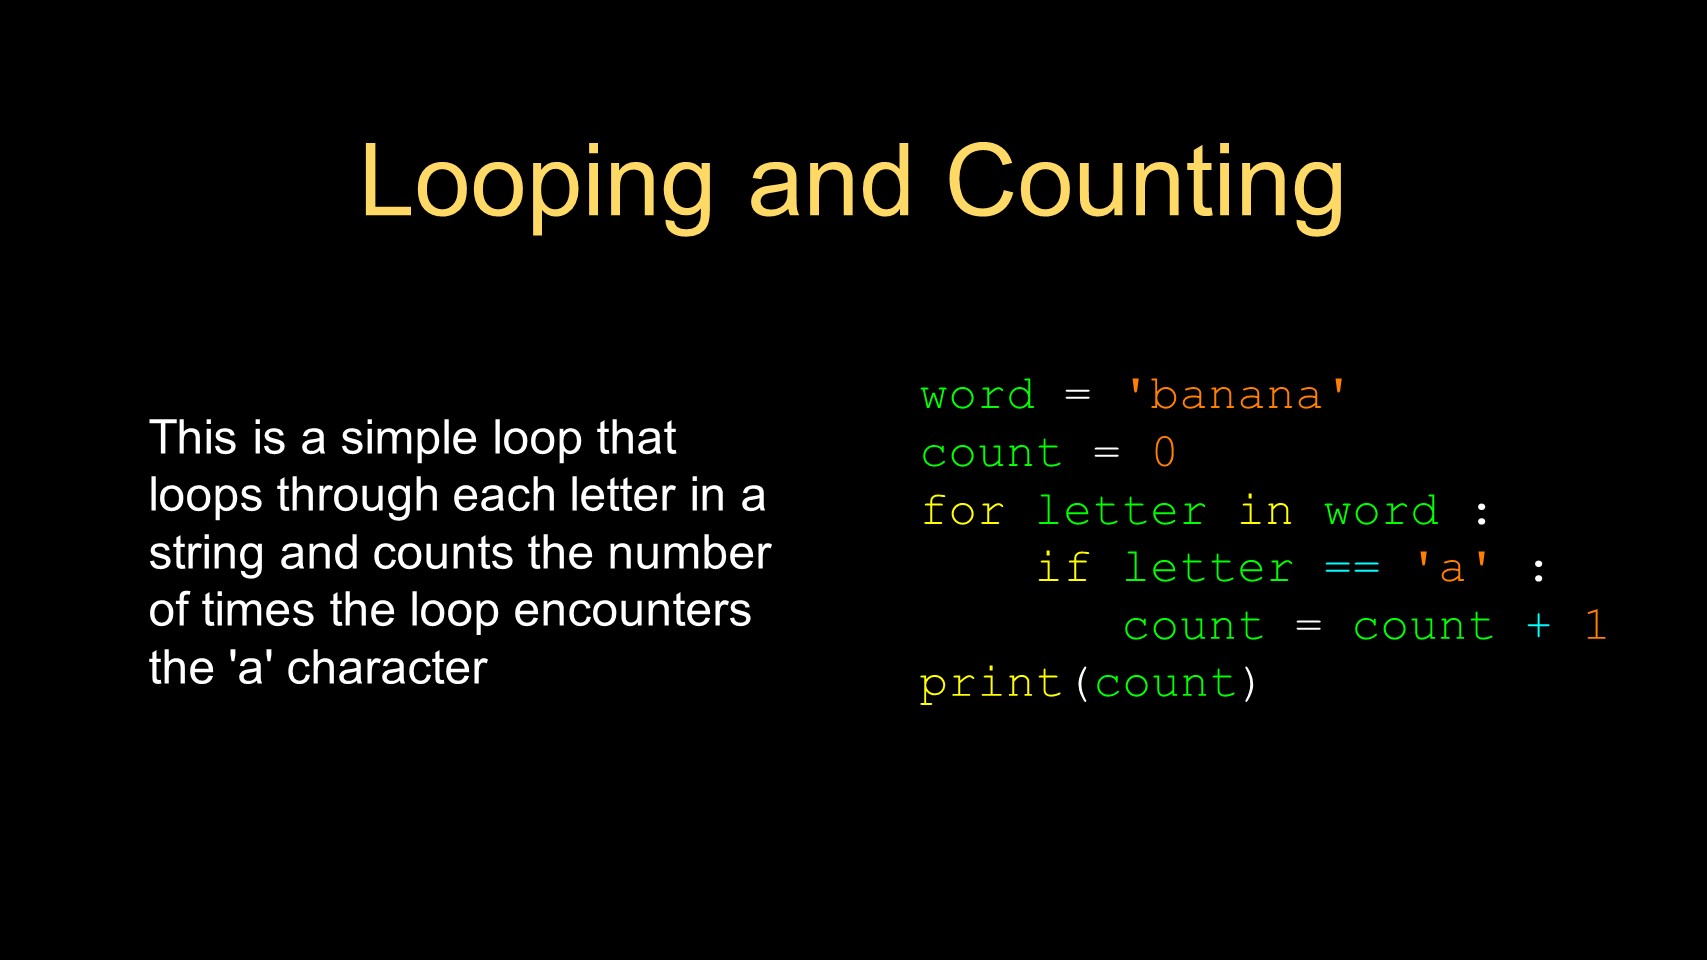 Looping and Counting
This is a simple loop that
loops through each letter in a
string and counts the number
of times the loop encounters
the 'a' character
word = 'banana'
count = 0
for letter in word :
    if letter == 'a' :
       count = count + 1
print(count)